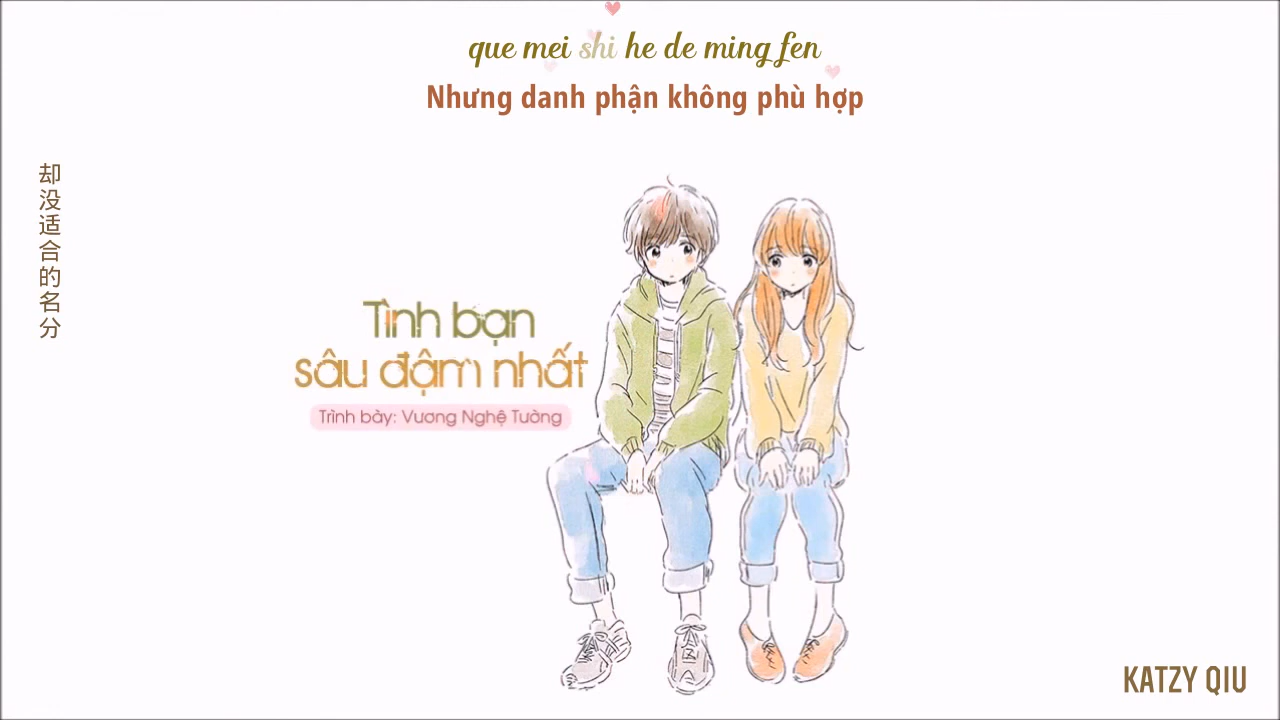 que mei shi he de ming fen
Nhưng danh phận không phù hợp
却没适合的名分
Tình bạn
sâu đậm nhất
Trình bày: Vương Nghệ Tường
KATZY QIU